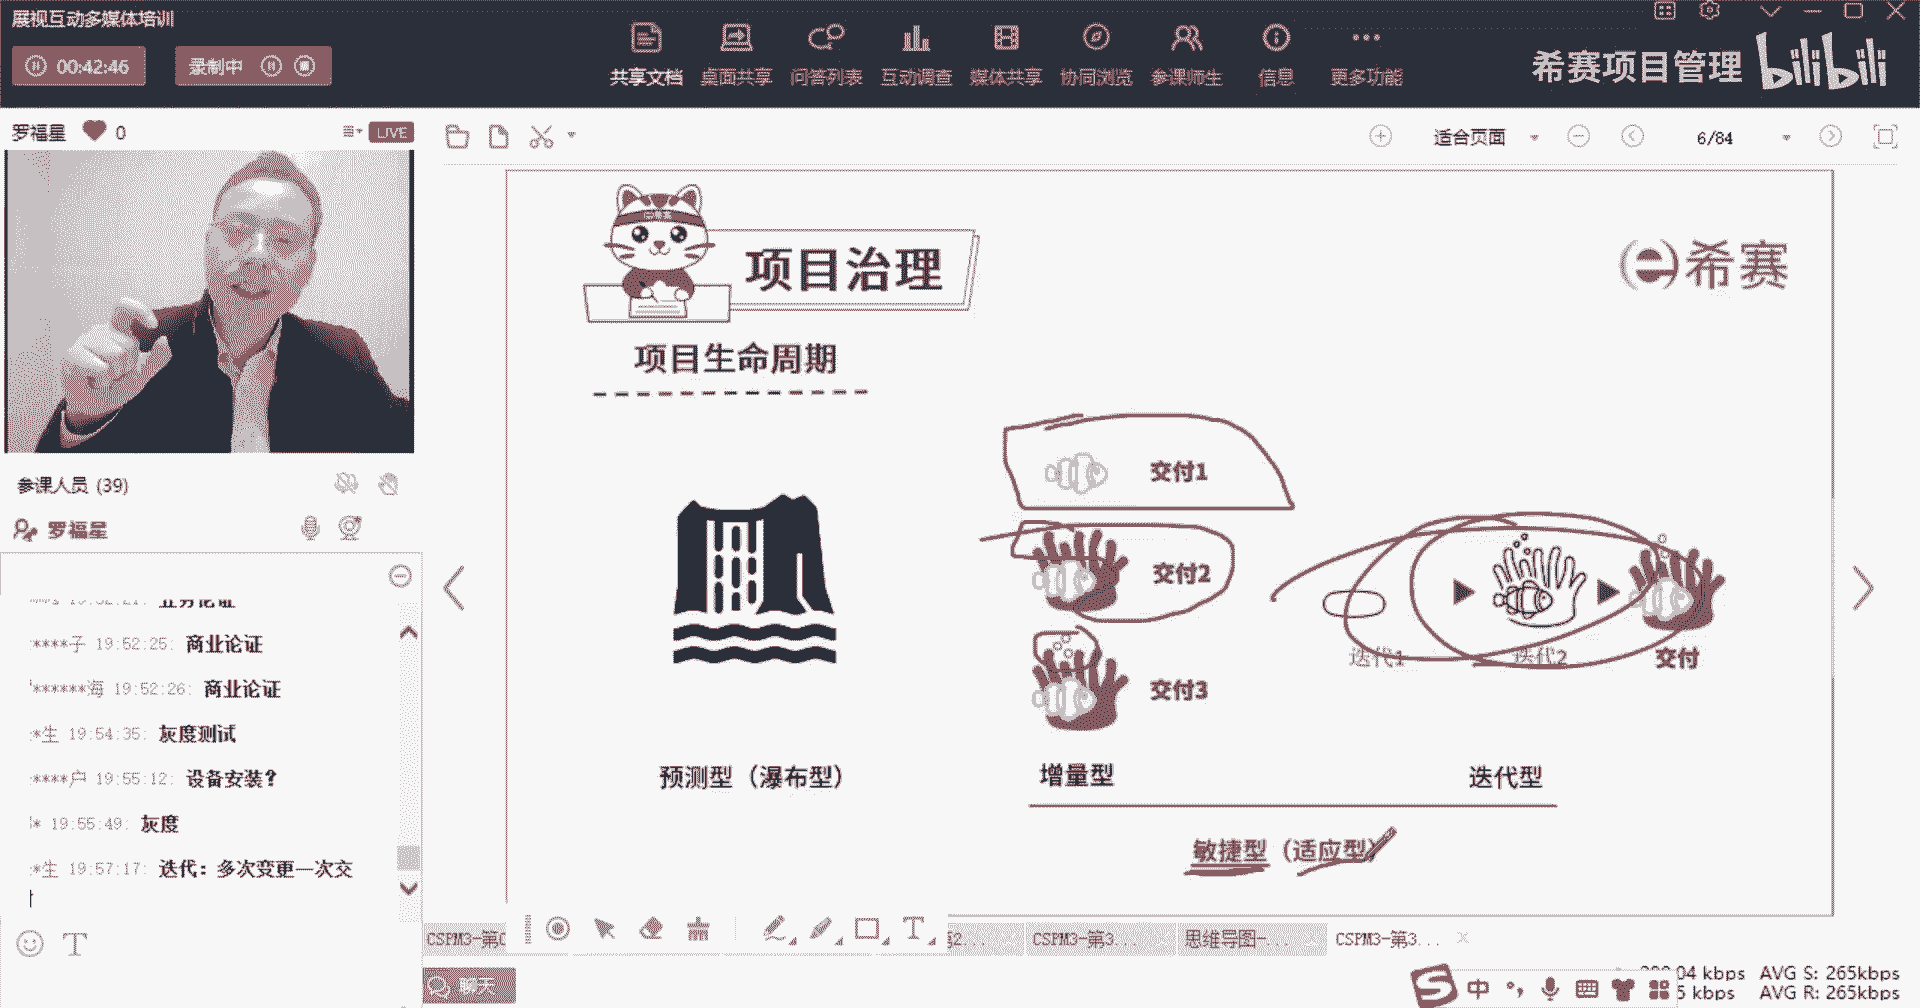 展视互动多媒体培训
00:42:46
录制中
共享文档 桌面共享 问答列表 互动调查 媒体共享 协同浏览 参课师生 信息 更多功能
希赛项目管理 bilibili
罗福星 0
LIVE
适合页面
6/84
参课人员 (39)
罗福星
****子 19:52:25: 商业论证
******海 19:52:26: 商业论证
*生 19:54:35: 灰度测试
****户 19:55:12: 设备安装?
* 19:55:49: 灰度
*生 19:57:17: 迭代: 多次变更一次交
项目治理
希赛
项目生命周期
交付1
交付2
交付3
迭代1
迭代2
交付
预测型（瀑布型）
增量型
迭代型
敏捷型（适应型）
CSPM3-第
2...
CSPM3-第3...
思维导图-...
CSPM3-第3...
聊天
中
04 kbps AVG S: 265kbps
kbps AVG R: 265kbps